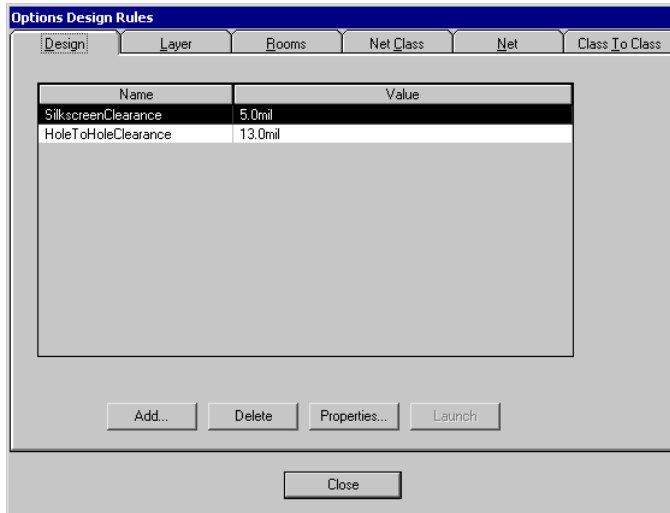 Options Design Rules
Design Layer Rooms Net Class Net Class To Class
Name Value
SilkscreenClearance 5.0mil
HoleToHoleClearance 13.0mil
Add... Delete Properties... Launch
Close